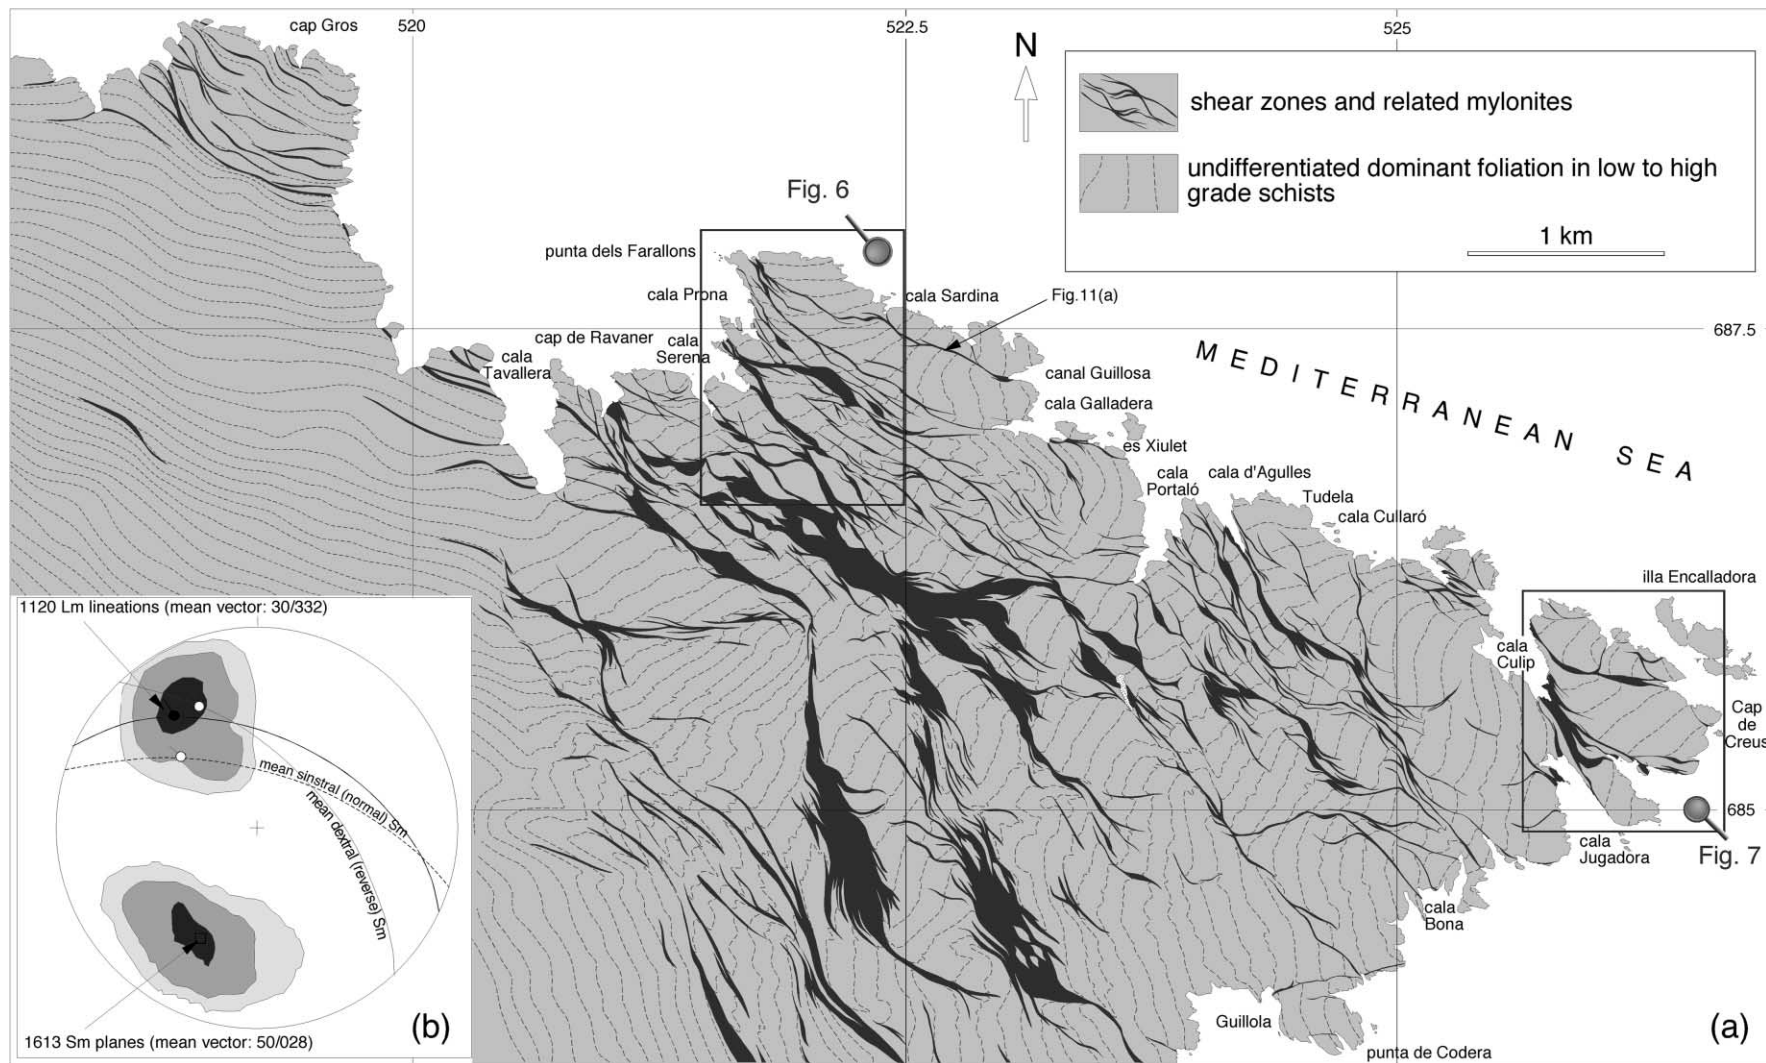 cap Gros
520
522.5
525
N
shear zones and related mylonites
undifferentiated dominant foliation in low to high
grade schists
1 km
Fig. 6
punta dels Farallons
cala Prona
cala Sardina
Fig.11(a)
687.5
cap de Ravaner
cala
Serena
cala
Tavallera
canal Guillosa
cala Galladera
MEDITERRANEAN SEA
es Xiulet
cala
Portaló
cala d'Agulles
Tudela
cala Cullaró
illa Encalladora
cala
Culip
Cap
de
Creus
685
cala
Jugadora
Fig. 7
cala
Bona
Guillola
punta de Codera
(a)
1120 Lm lineations (mean vector: 30/332)
mean sinstral (normal) Sm
mean dextral (reverse) Sm
1613 Sm planes (mean vector: 50/028)
(b)